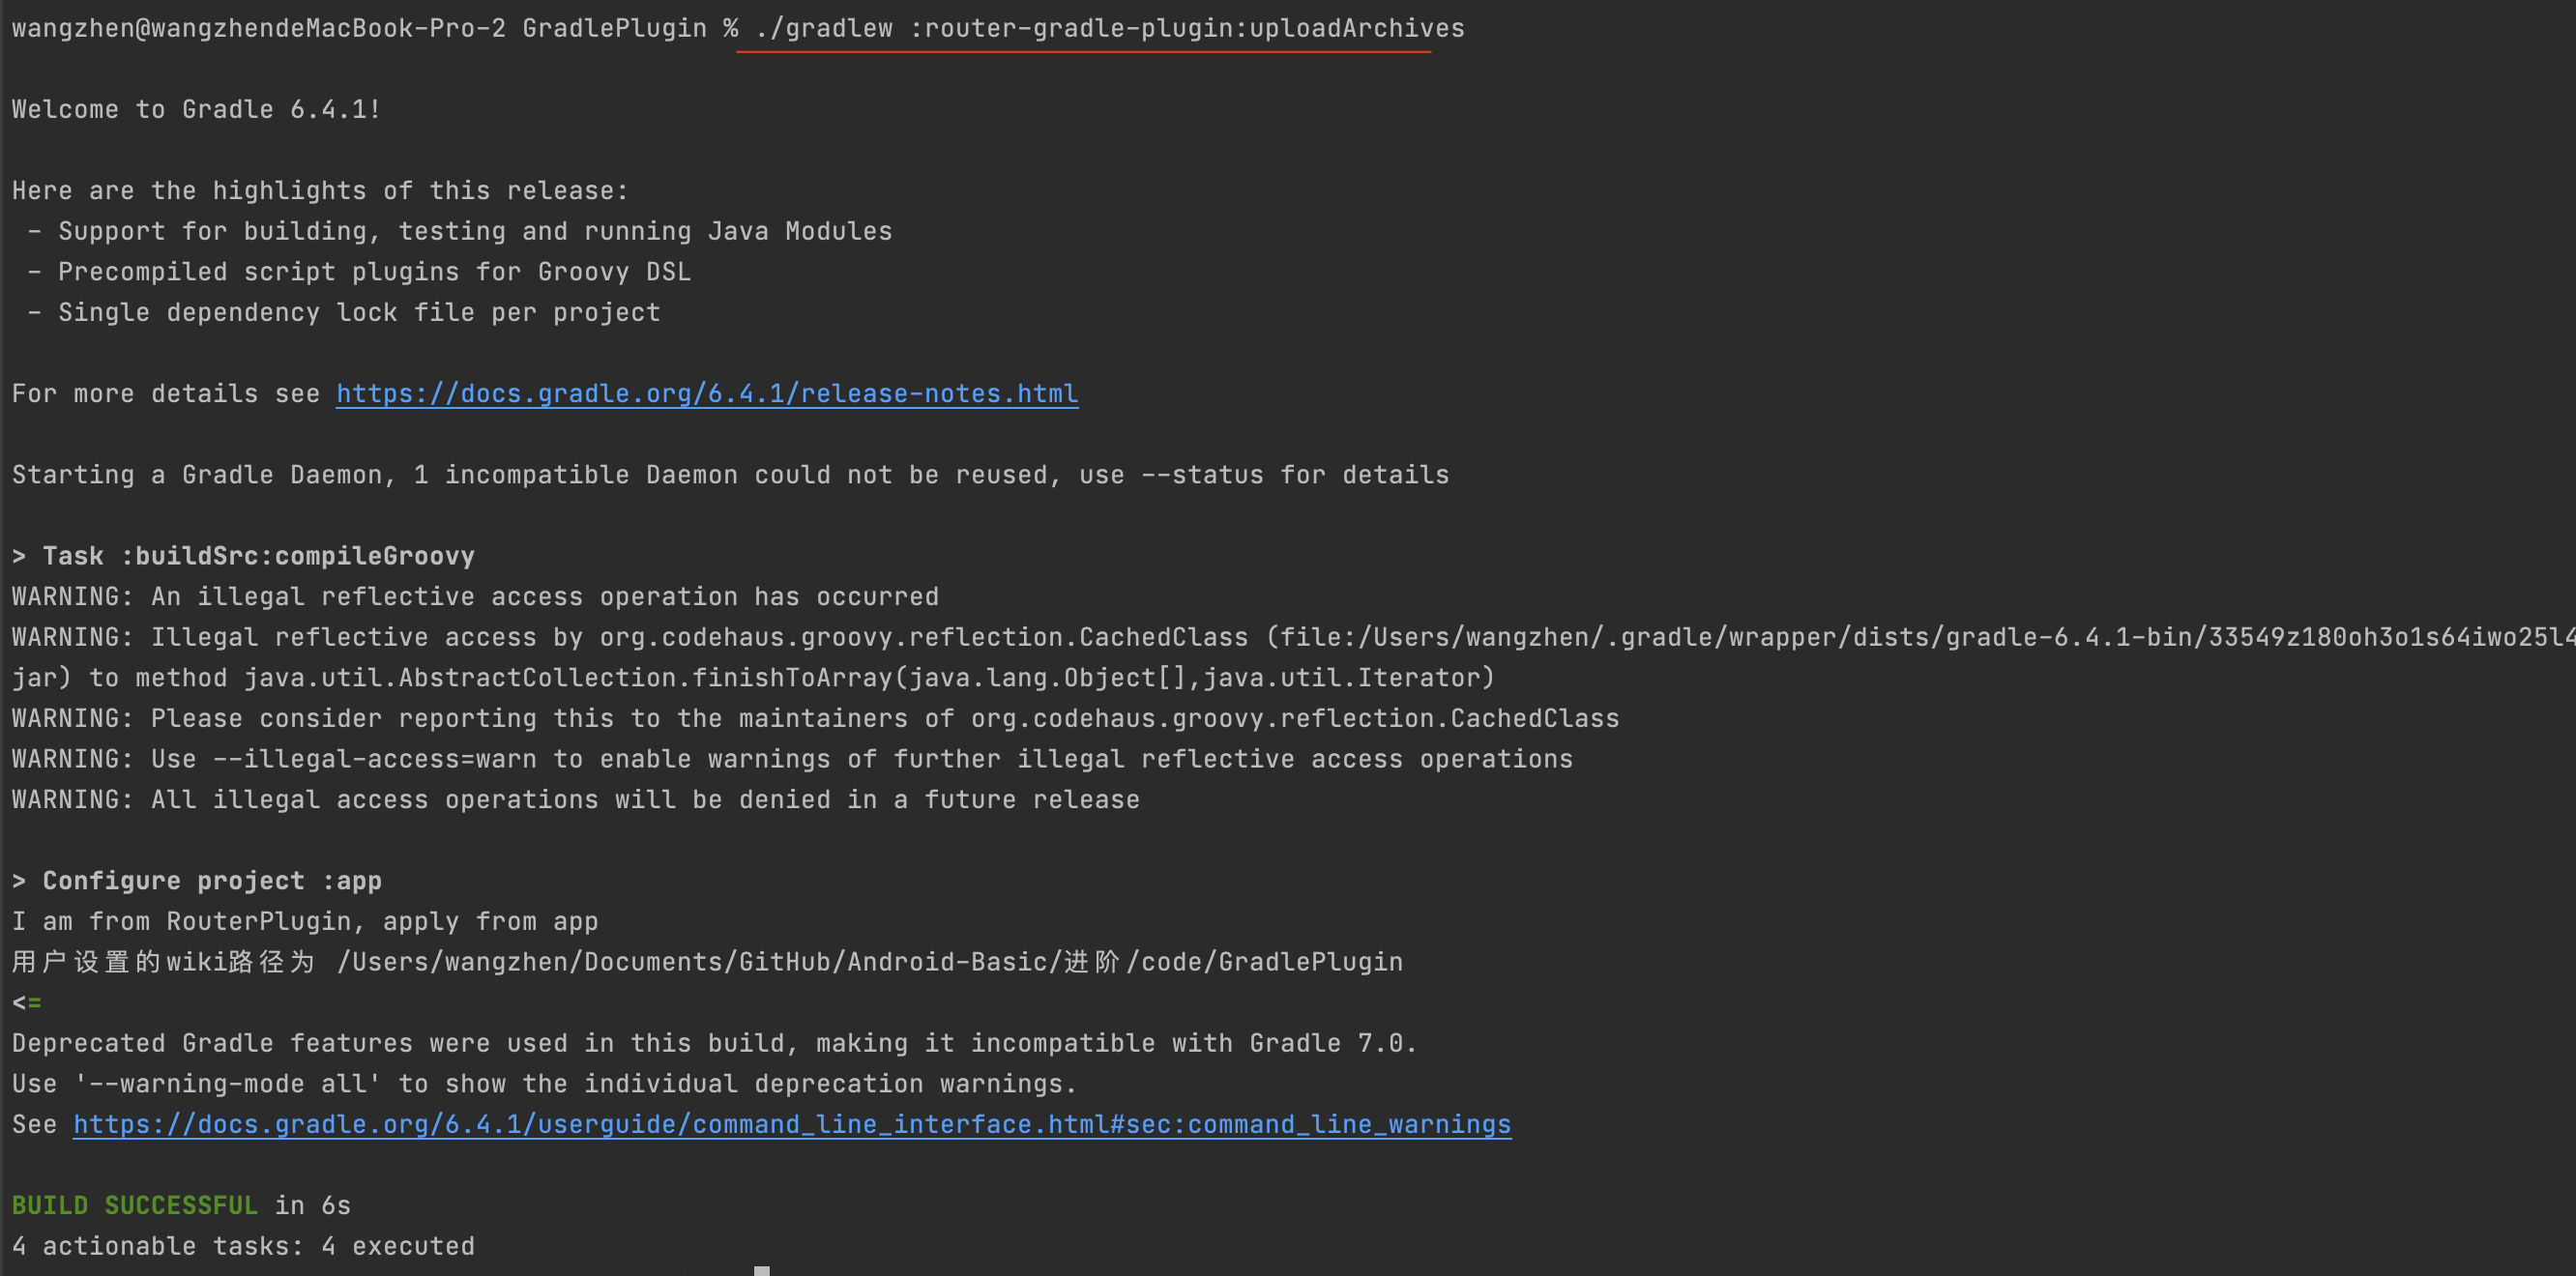 wangzhen@wangzhendeMacBook-Pro-2 GradlePlugin % ./gradlew :router-gradle-plugin:uploadArchives
Welcome to Gradle 6.4.1!
Here are the highlights of this release:
- Support for building, testing and running Java Modules
- Precompiled script plugins for Groovy DSL
- Single dependency lock file per project
For more details see https://docs.gradle.org/6.4.1/release-notes.html
Starting a Gradle Daemon, 1 incompatible Daemon could not be reused, use --status for details
> Task :buildSrc:compileGroovy
WARNING: An illegal reflective access operation has occurred
WARNING: Illegal reflective access by org.codehaus.groovy.reflection.CachedClass (file:/Users/wangzhen/.gradle/wrapper/dists/gradle-6.4.1-bin/33549z180oh3o1s64iwo25l4
jar) to method java.util.AbstractCollection.finishToArray(java.lang.Object[],java.util.Iterator)
WARNING: Please consider reporting this to the maintainers of org.codehaus.groovy.reflection.CachedClass
WARNING: Use --illegal-access=warn to enable warnings of further illegal reflective access operations
WARNING: All illegal access operations will be denied in a future release
> Configure project :app
I am from RouterPlugin, apply from app
用户设置的wiki路径为 /Users/wangzhen/Documents/GitHub/Android-Basic/进阶/code/GradlePlugin
<=
Deprecated Gradle features were used in this build, making it incompatible with Gradle 7.0.
Use '--warning-mode all' to show the individual deprecation warnings.
See https://docs.gradle.org/6.4.1/userguide/command_line_interface.html#sec:command_line_warnings
BUILD SUCCESSFUL in 6s
4 actionable tasks: 4 executed